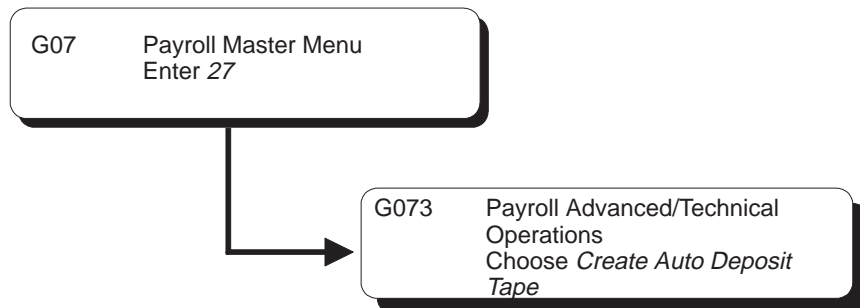 G07 Payroll Master Menu
Enter 27
G073 Payroll Advanced/Technical
Operations
Choose Create Auto Deposit
Tape